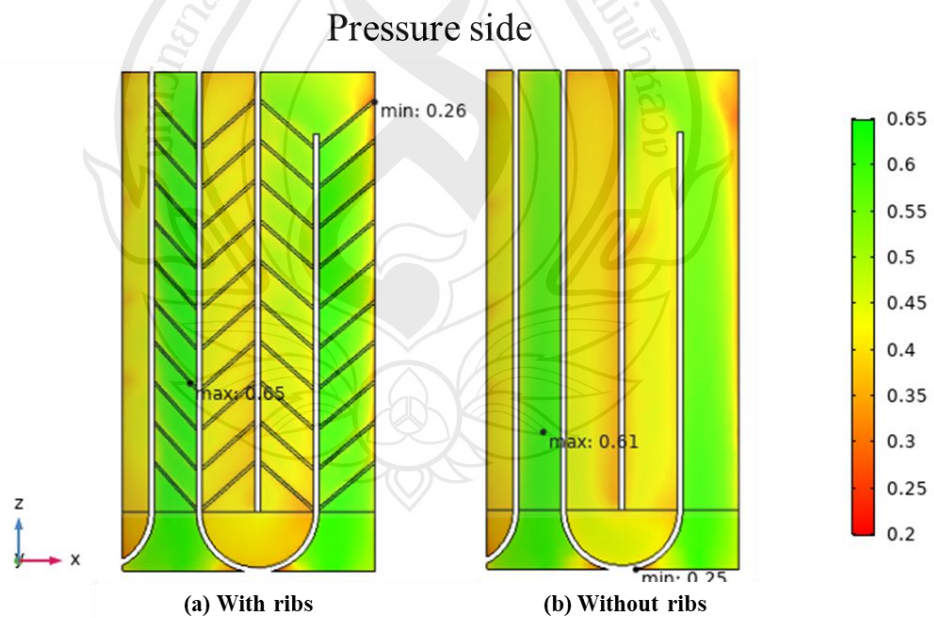 Pressure side
min: 0.26
max: 0.65
max: 0.61
min: 0.25
0.65
0.6
0.55
0.5
0.45
0.4
0.35
0.3
0.25
0.2
z
y
x
(a) With ribs
(b) Without ribs